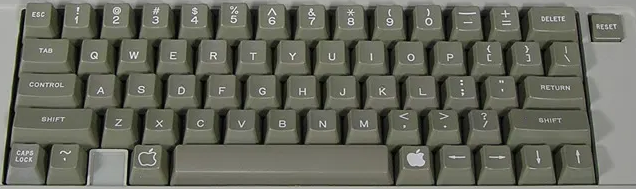 ESC ! 1 @ 2 # 3 $ 4 % 5 ^ 6 & 7 * 8 ( 9 ) 0 _ - + = DELETE RESET
TAB Q W E R T Y U I O P { [ } ] | \
CONTROL A S D F G H J K L : ; " ' RETURN
SHIFT Z X C V B N M < , > . ? / SHIFT
CAPS LOCK ~ ` ← → ↓ ↑